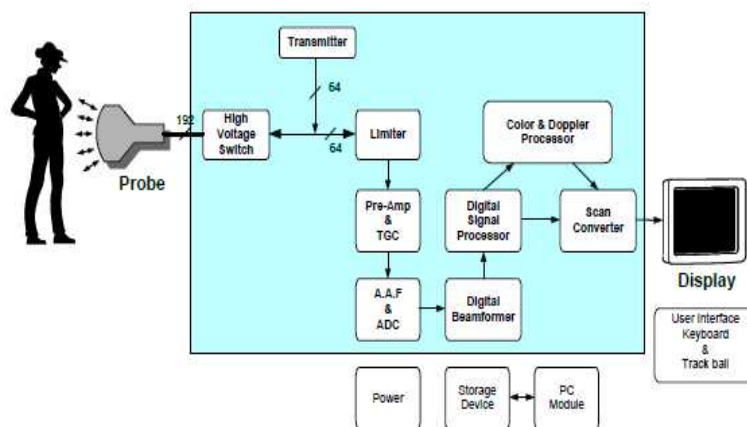 Transmitter
64
192
High
Voltage
Switch
64
Limiter
Color & Doppler
Processor
Probe
Pre-Amp
&
TGC
Digital
Signal
Processor
Scan
Converter
Display
A.A.F
&
ADC
Digital
Beamformer
User Interface
Keyboard
&
Track ball
Power
Storage
Device
PC
Module